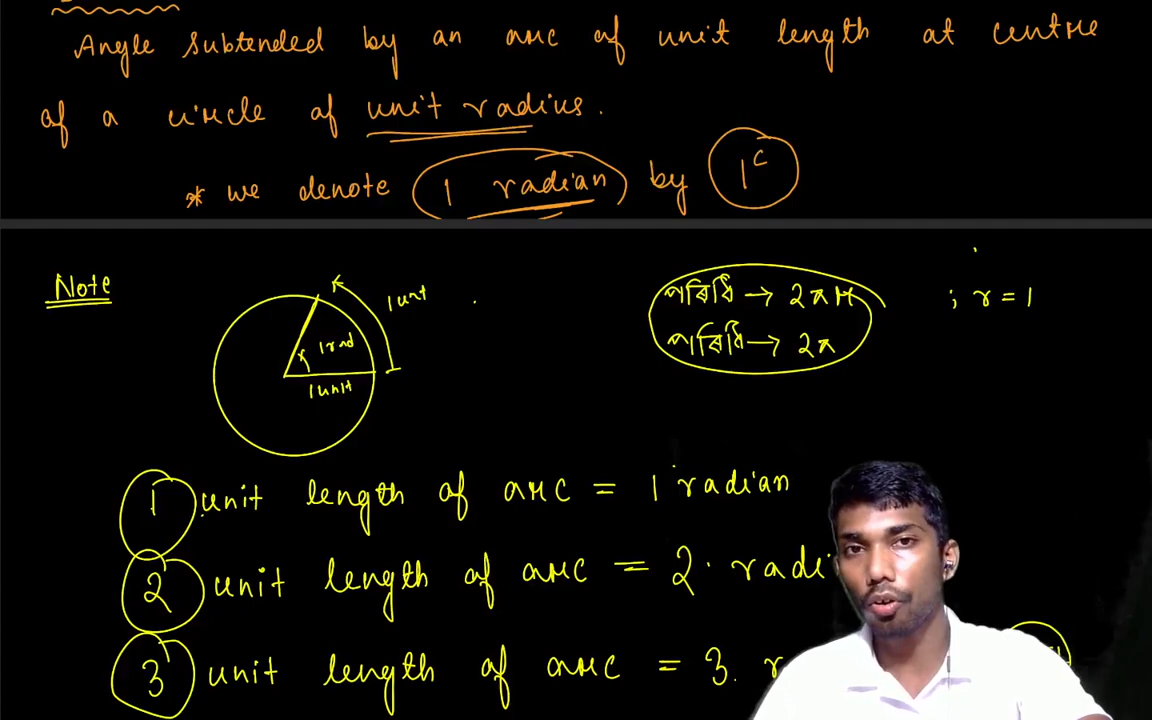 Angle subtended by an arc of unit length at centre
of a circle of unit radius.
* we denote 1 radian by 1ᶜ
Note
1 unit
1 rad
1 unit
পৰিধি → 2πr ; r = 1
পৰিধি → 2π
1 unit length of arc = 1 radian
2 unit length of arc = 2. radi
3 unit length of arc = 3. r